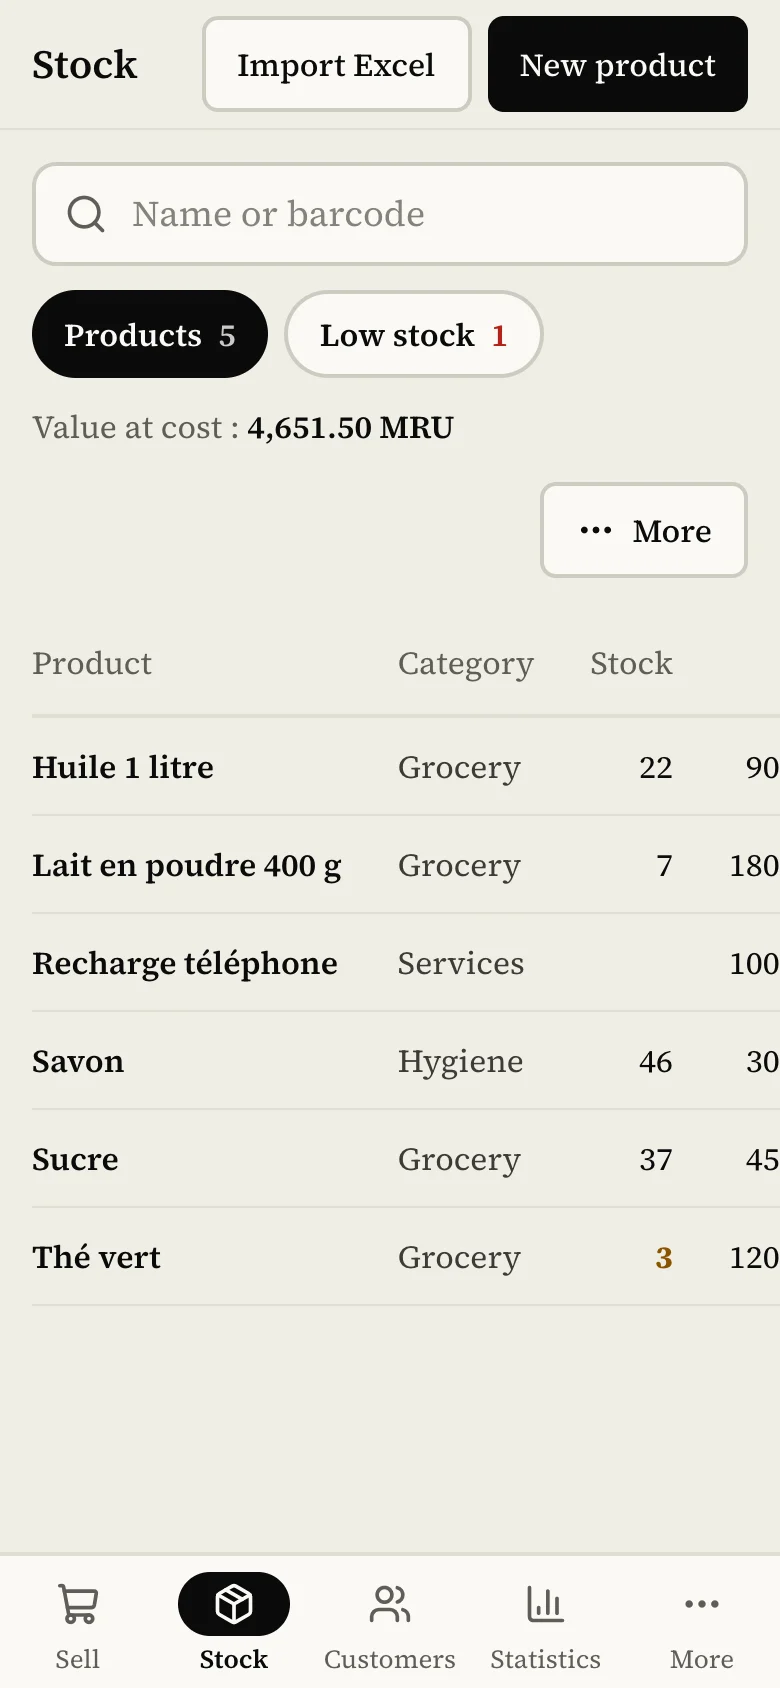 Stock Import Excel New product
Name or barcode
Products 5 Low stock 1
Value at cost : 4,651.50 MRU
••• More
Product Category Stock
Huile 1 litre Grocery 22 90
Lait en poudre 400 g Grocery 7 180
Recharge téléphone Services 100
Savon Hygiene 46 30
Sucre Grocery 37 45
Thé vert Grocery 3 120
Sell Stock Customers Statistics More